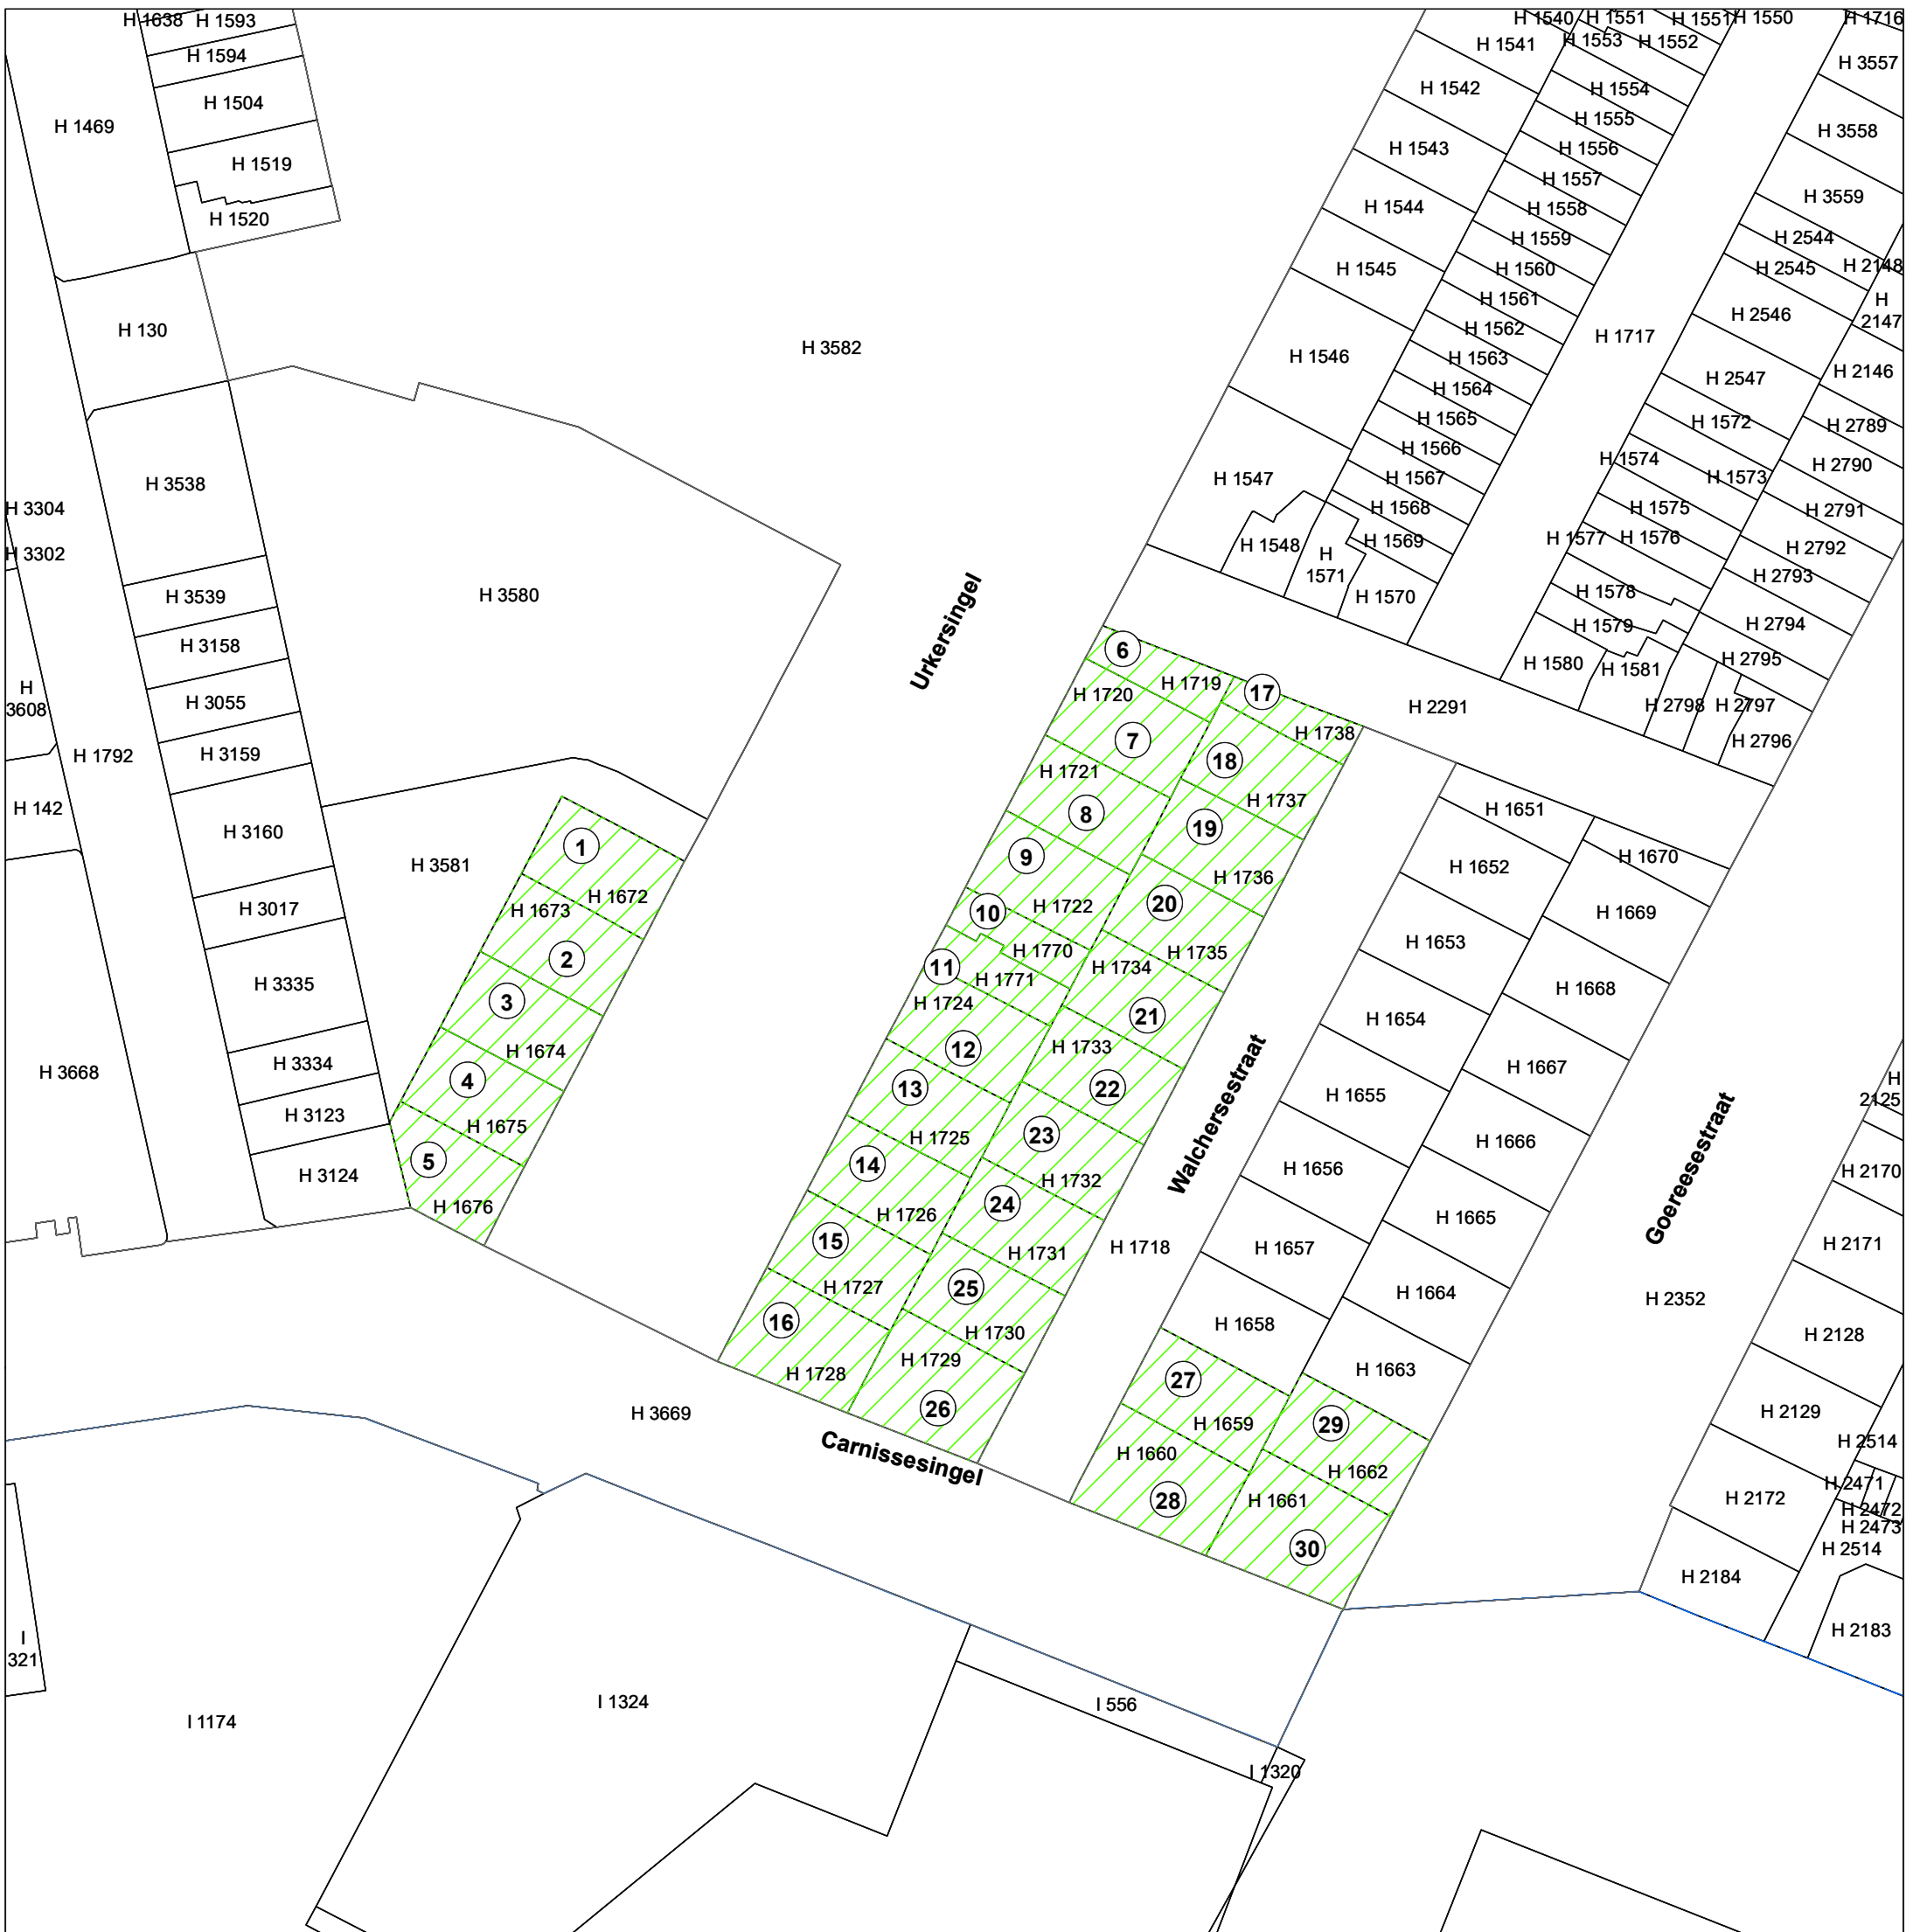 H 1638
H 1593
H 1594
H 1504
H 1469
H 1519
H 1520
H 130
H 3538
H 3304
H 3302
H 3539
H 3158
H
3608
H 3055
H 1792
H 3159
H 142
H 3160
H 3017
H 3335
H 3668
H 3334
H 3123
H 3124
H 3582
H 3580
H 3581
Urkersingel
1
H 1672
H 1673
2
3
H 1674
4
H 1675
5
H 1676
H 1540
H 1551
H 1551
H 1550
H 1716
H 1541
H 1553
H 1552
H 3557
H 1542
H 1554
H 1555
H 3558
H 1543
H 1556
H 1557
H 3559
H 1544
H 1558
H 1559
H 2544
H 1545
H 1560
H 2545
H 2148
H 1561
H
2147
H 1562
H 1717
H 2546
H 1546
H 1563
H 2146
H 1564
H 2547
H 1565
H 1572
H 2789
H 1566
H 1574
H 2790
H 1547
H 1567
H 1573
H 1568
H 1575
H 2791
H 1548
H 1569
H 1577
H 1576
H 2792
H
1571
H 2793
H 1570
H 1578
H 1579
H 2794
H 1580
H 1581
H 2795
H 2798
H 2797
H 2796
H 2291
6
H 1719
17
H 1720
7
H 1738
18
H 1721
8
H 1737
19
9
H 1736
10
H 1722
20
H 1770
H 1735
11
H 1771
H 1734
H 1724
21
12
H 1733
13
22
23
H 1725
14
H 1732
24
H 1726
15
H 1731
H 1727
25
16
H 1730
H 1728
H 1729
26
Walchersestraat
H 1718
H 1651
H 1670
H 1652
H 1669
H 1653
H 1668
H 1654
H 1667
H 1655
H 1666
H 1656
H 1665
H 1657
H 1664
H 1658
H 1663
27
H 1659
29
H 1660
H 1662
28
H 1661
30
Goereesestraat
H 2352
H
2125
H 2170
H 2171
H 2128
H 2129
H 2514
H 2471
H 2172
H 2472
H 2473
H 2514
H 2184
H 2183
H 3669
Carnissesingel
I
321
I 1174
I 1324
I 556
I 1320